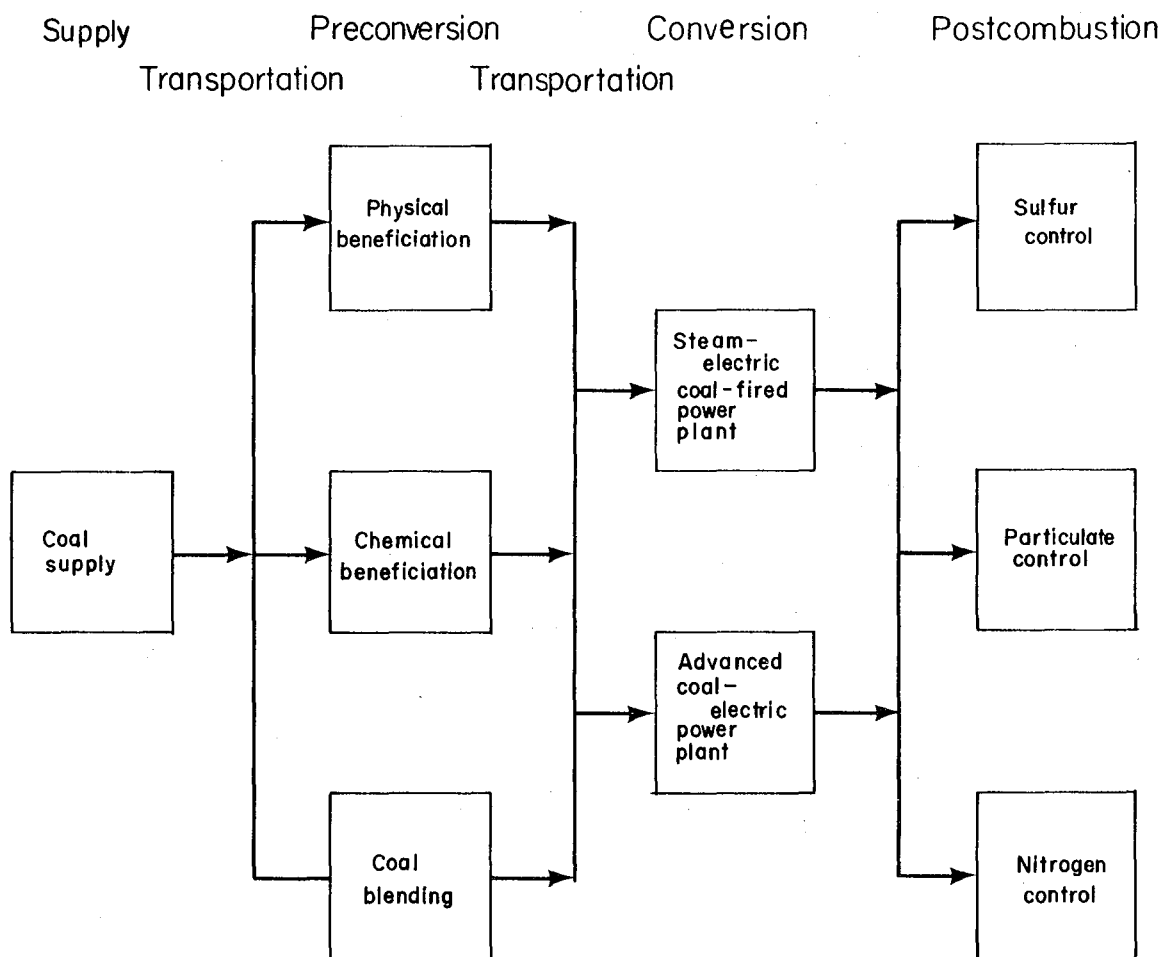 Supply
Preconversion
Conversion
Postcombustion
Transportation
Transportation
Physical
beneficiation
Sulfur
control
Steam-
electric
coal-fired
power
plant
Coal
supply
Chemical
beneficiation
Particulate
control
Advanced
coal-
electric
power
plant
Coal
blending
Nitrogen
control